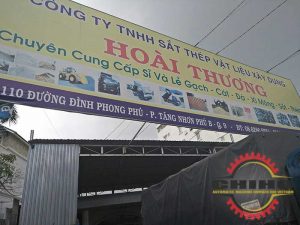 CÔNG TY TNHH SẮT THÉP VẬT LIỆU XÂY DỰNG
HOÀI THƯƠNG
Chuyên Cung Cấp Sỉ Và Lẻ Gạch - Cát - Đá - Xi Măng - Sắt
110 ĐƯỜNG ĐÌNH PHONG PHÚ - P. TĂNG NHƠN PHÚ B - Q. 9 - ĐT: